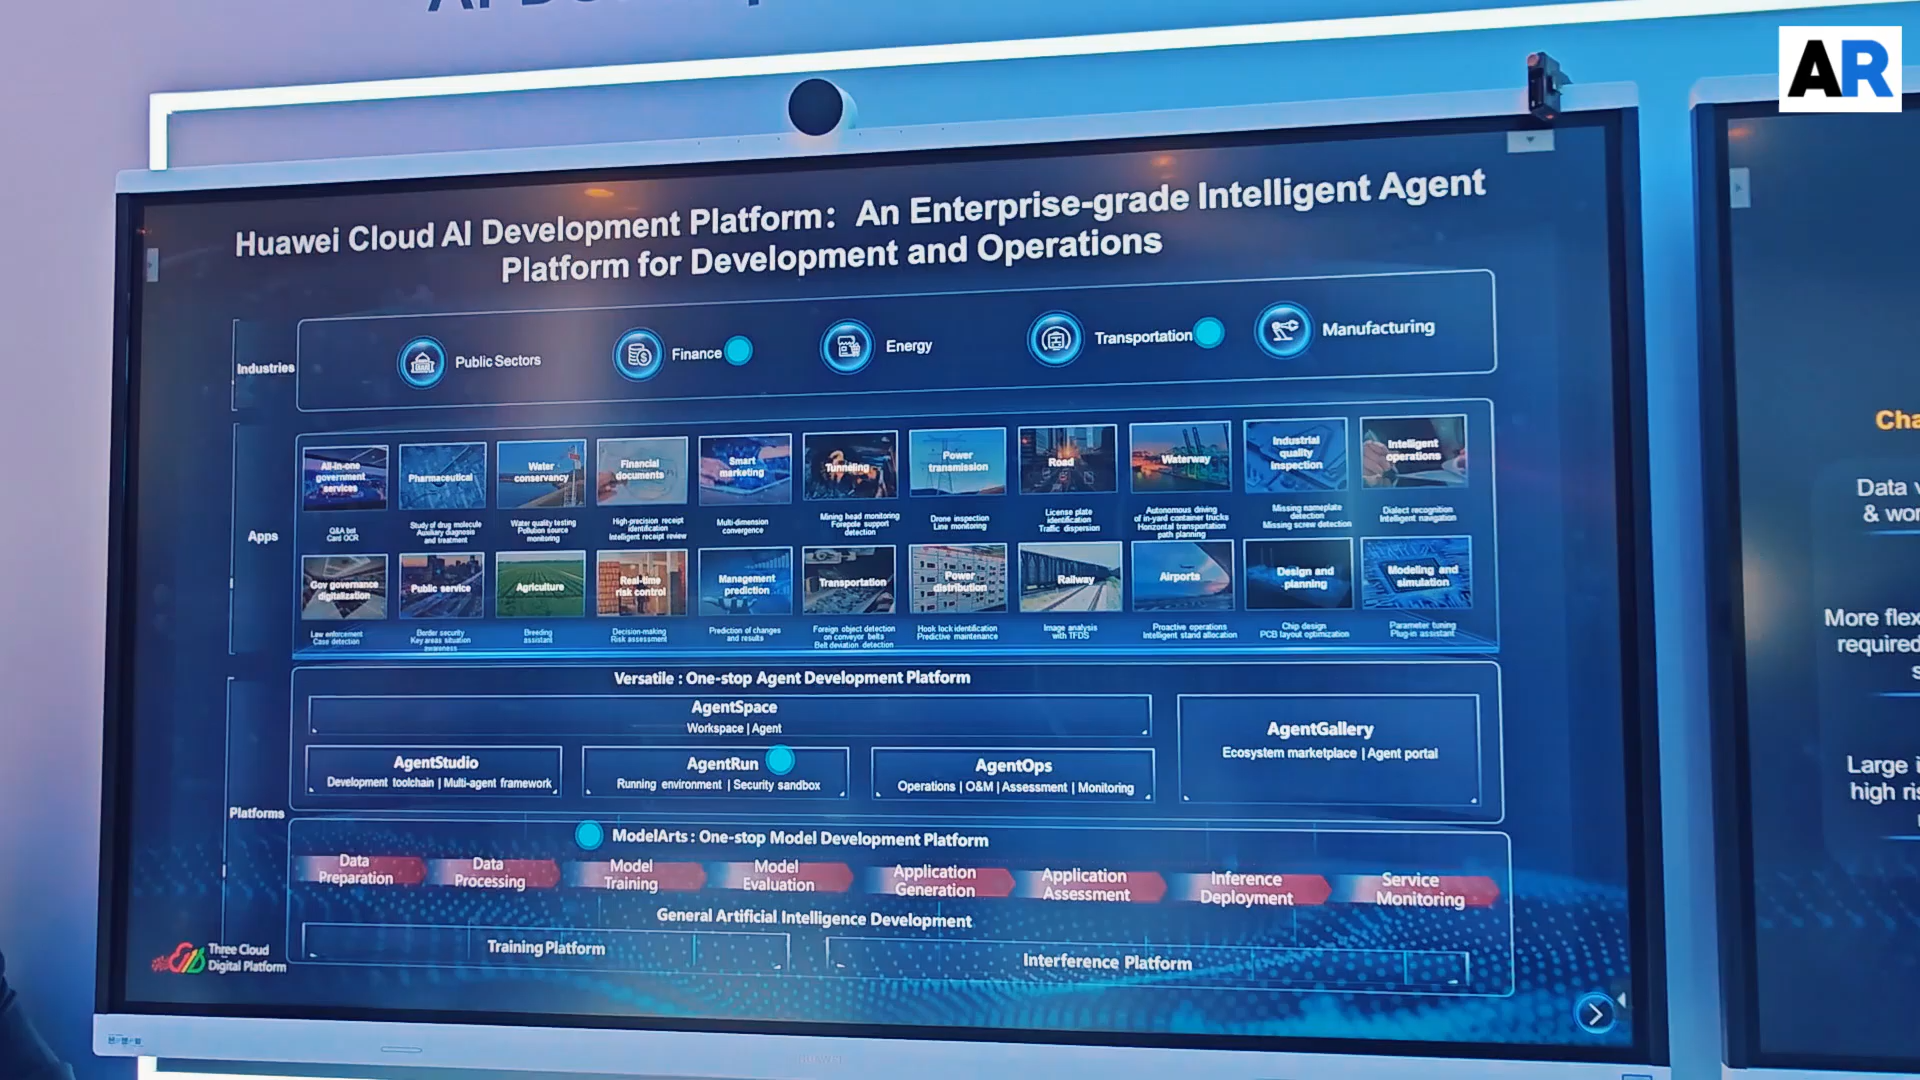 AR
Huawei Cloud AI Development Platform: An Enterprise-grade Intelligent Agent
Platform for Development and Operations
Industries
Public Sectors
Finance
Energy
Transportation
Manufacturing
Apps
All-in-one
government
services
Pharmaceutical
Water
conservancy
Financial
documents
Smart
marketing
Tunneling
Power
transmission
Road
Waterway
Industrial
quality
inspection
Intelligent
operations
Q&A bot
Card OCR
Study of drug molecule
Auxiliary diagnosis
and treatment
Water quality testing
Pollution source
monitoring
High-precision receipt
identification
Intelligent receipt review
Multi-dimension
convergence
Mining head monitoring
Forepole support
detection
Drone inspection
Line monitoring
License plate
identification
Traffic dispersion
Autonomous driving
of in-yard container trucks
Horizontal transportation
path planning
Missing nameplate
detection
Missing screw detection
Dialect recognition
Intelligent navigation
Gov governance
digitalization
Public service
Agriculture
Real-time
risk control
Management
prediction
Transportation
Power
distribution
Railway
Airports
Design and
planning
Modeling and
simulation
Law enforcement
Case detection
Border security
Key areas situation
awareness
Breeding
assistant
Decision-making
Risk assessment
Prediction of changes
and results
Foreign object detection
on conveyor belts
Belt deviation detection
Hook lock identification
Predictive maintenance
Image analysis
with TFDS
Proactive operations
Intelligent stand allocation
Chip design
PCB layout optimization
Parameter tuning
Plug-in assistant
Platforms
Versatile : One-stop Agent Development Platform
AgentSpace
Workspace | Agent
AgentGallery
Ecosystem marketplace | Agent portal
AgentStudio
Development toolchain | Multi-agent framework
AgentRun
Running environment | Security sandbox
AgentOps
Operations | O&M | Assessment | Monitoring
ModelArts : One-stop Model Development Platform
Data
Preparation
Data
Processing
Model
Training
Model
Evaluation
Application
Generation
Application
Assessment
Inference
Deployment
Service
Monitoring
General Artificial Intelligence Development
Training Platform
Interference Platform
Three Cloud
Digital Platform
Data
&
More
required
Large
high